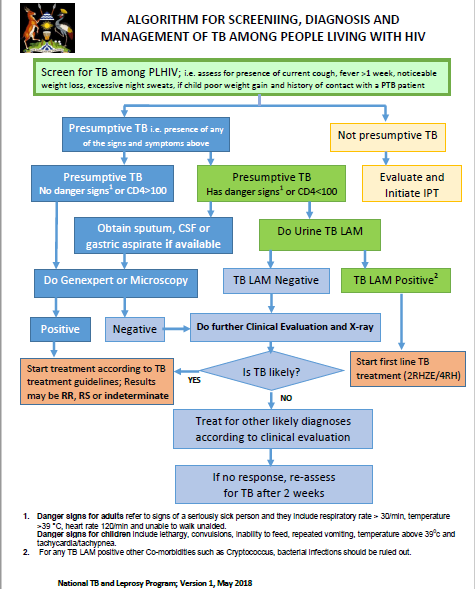 ALGORITHM FOR SCREENIING, DIAGNOSIS AND
MANAGEMENT OF TB AMONG PEOPLE LIVING WITH HIV
Screen for TB among PLHIV; i.e. assess for presence of current cough, fever >1 week, noticeable
weight loss, excessive night sweats, if child poor weight gain and history of contact with a PTB patient
Presumptive TB i.e. presence of any
of the signs and symptoms above
Not presumptive TB
Presumptive TB
No danger signs¹ or CD4>100
Presumptive TB
Has danger signs¹ or CD4<100
Evaluate and
Initiate IPT
Obtain sputum, CSF or
gastric aspirate if available
Do Urine TB LAM
Do Genexpert or Microscopy
TB LAM Negative
TB LAM Positive²
Positive
Negative
Do further Clinical Evaluation and X-ray
Start treatment according to TB
treatment guidelines; Results
may be RR, RS or indeterminate
YES
Is TB likely?
Start first line TB
treatment (2RHZE/4RH)
NO
Treat for other likely diagnoses
according to clinical evaluation
If no response, re-assess
for TB after 2 weeks
1. Danger signs for adults refer to signs of a seriously sick person and they include respiratory rate > 30/min, temperature
>39 °C, heart rate 120/min and unable to walk unaided.
Danger signs for children include lethargy, convulsions, inability to feed, repeated vomiting, temperature above 39⁰c and
tachycardia/tachypnea.
2. For any TB LAM positive other Co-morbidities such as Cryptococcus, bacterial infections should be ruled out.
National TB and Leprosy Program; Version 1, May 2018